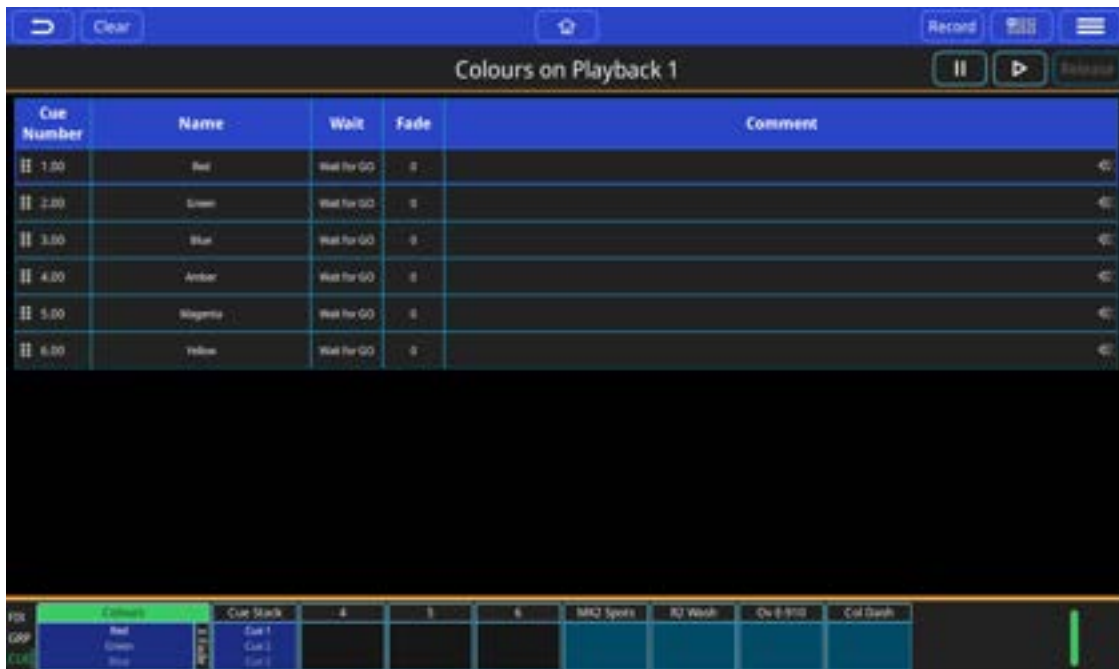 Clear
Record
Colours on Playback 1
Release
Cue Number Name Wait Fade Comment
1.00 Red Wait for GO 0
2.00 Green Wait for GO 0
3.00 Blue Wait for GO 0
4.00 Amber Wait for GO 0
5.00 Magenta Wait for GO 0
6.00 Yellow Wait for GO 0
FIX Colours Cue Stack 4 5 6 MK2 Spots R2 Wash Col Dash
GRP Red Cue 1
Green Cue 2
CUE Blue Cue 3